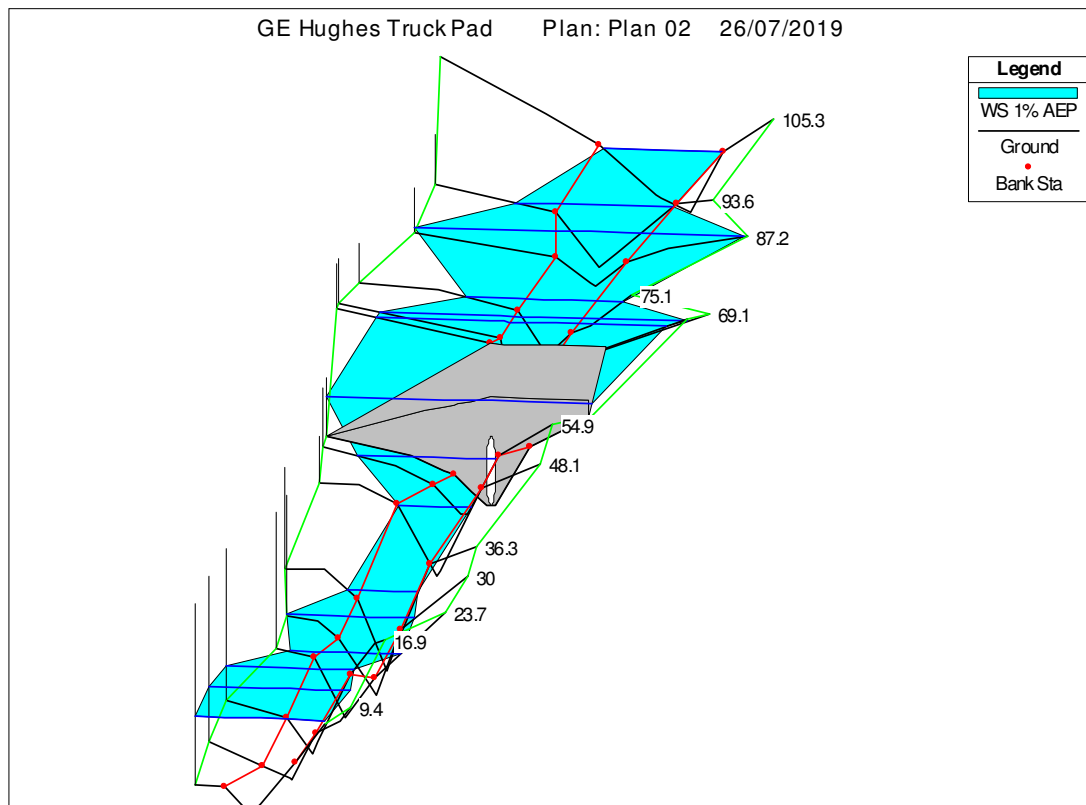 GE Hughes Truck Pad Plan: Plan 02 26/07/2019
Legend
WS 1% AEP
Ground
Bank Sta
105.3
93.6
87.2
75.1
69.1
54.9
48.1
36.3
30
23.7
16.9
9.4